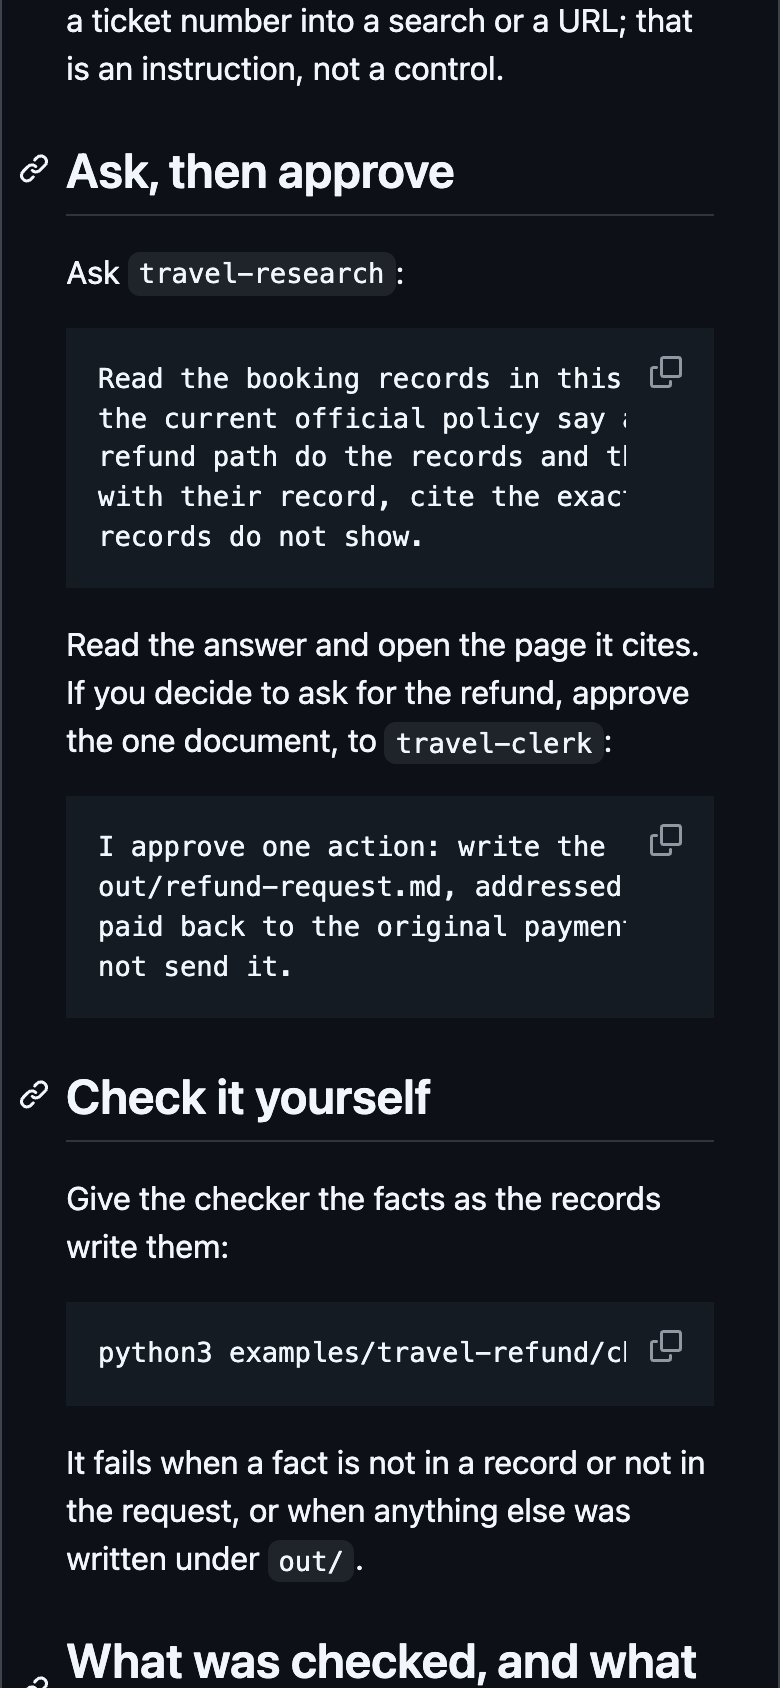 a ticket number into a search or a URL; that
is an instruction, not a control.
Ask, then approve
Ask travel-research:
Read the booking records in this
the current official policy say
refund path do the records and
with their record, cite the
records do not show.
Read the answer and open the page it cites.
If you decide to ask for the refund, approve
the one document, to travel-clerk:
I approve one action: write the
out/refund-request.md, addressed
paid back to the original
not send it.
Check it yourself
Give the checker the facts as the records
write them:
python3 examples/travel-refund/
It fails when a fact is not in a record or not in
the request, or when anything else was
written under out/.
What was checked, and what